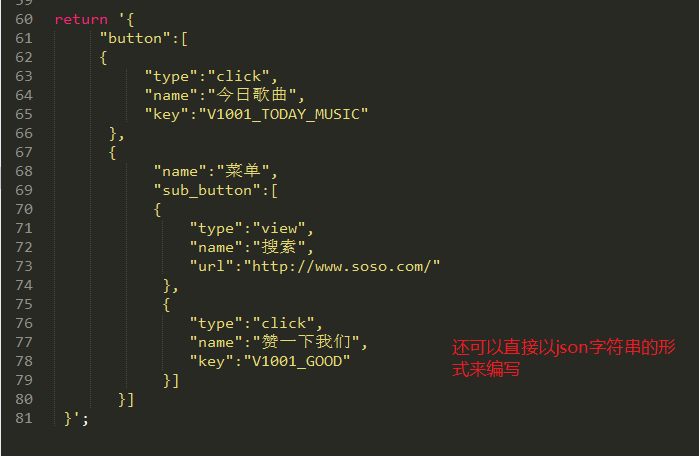 60 return '{
61 "button":[
62 {
63 "type":"click",
64 "name":"今日歌曲",
65 "key":"V1001_TODAY_MUSIC"
66 },
67 {
68 "name":"菜单",
69 "sub_button":[
70 {
71 "type":"view",
72 "name":"搜索",
73 "url":"http://www.soso.com/"
74 },
75 {
76 "type":"click",
77 "name":"赞一下我们",
78 "key":"V1001_GOOD"
79 }]
80 }]
81 }';
还可以直接以json字符串的形
式来编写